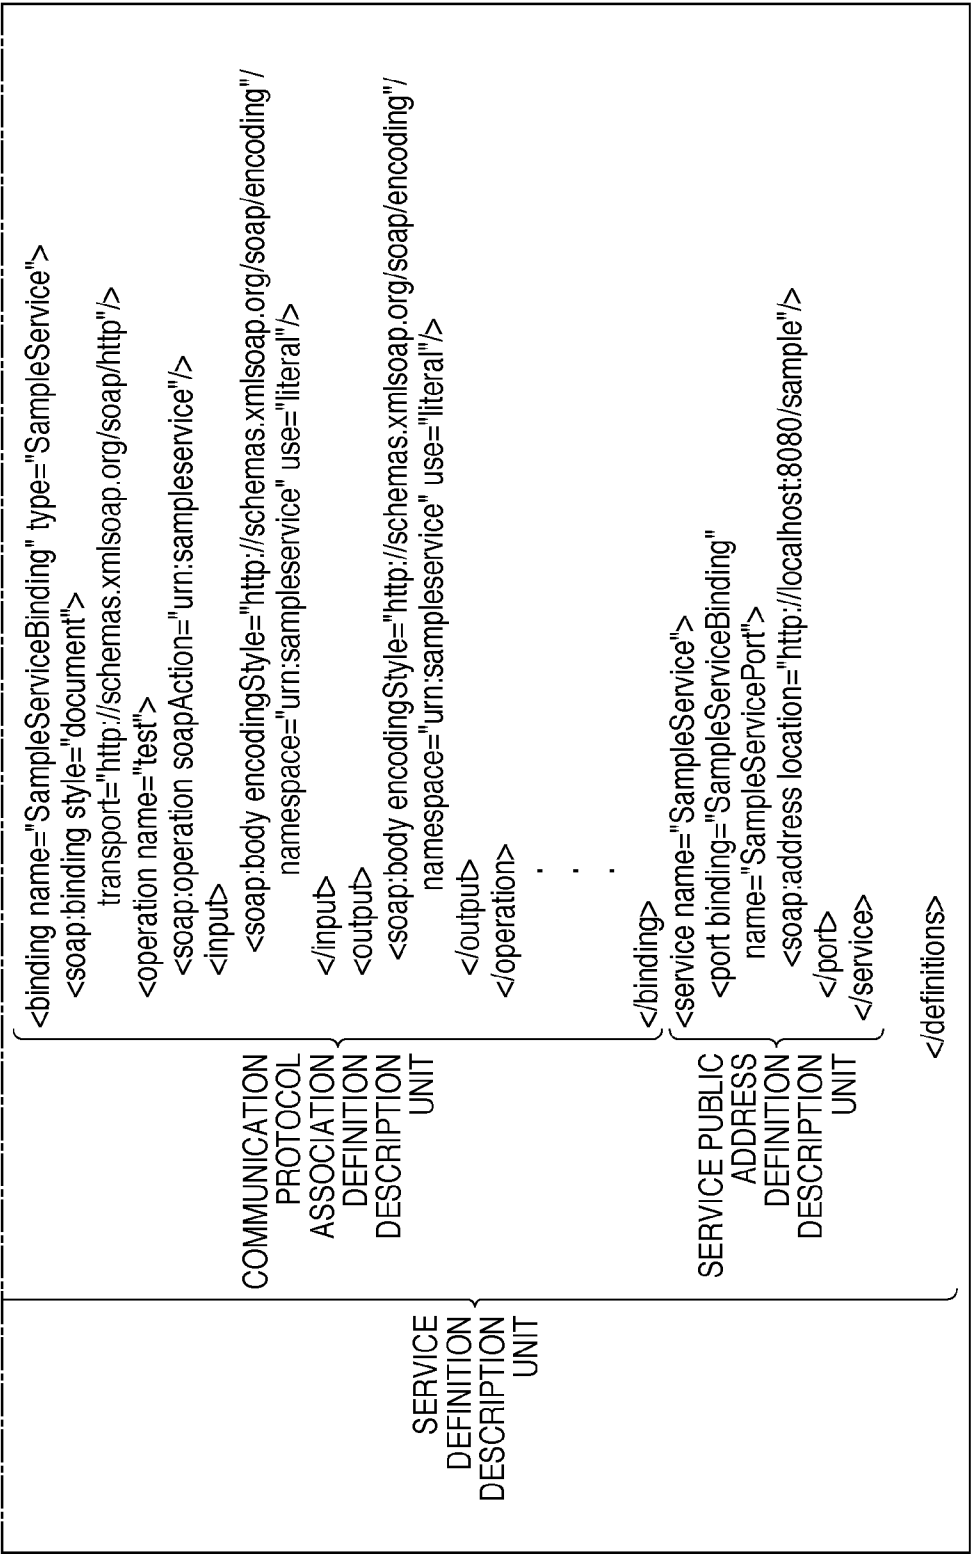 <binding name="SampleServiceBinding" type="SampleService">
<soap:binding style="document">
transport="http://schemas.xmlsoap.org/soap/http"/>
<operation name="test">
<soap:operation soapAction="urn:sampleservice"/>
<input>
<soap:body encodingStyle="http://schemas.xmlsoap.org/soap/encoding"/
namespace="urn:sampleservice" use="literal"/>
</input>
<output>
<soap:body encodingStyle="http://schemas.xmlsoap.org/soap/encoding"/
namespace="urn:sampleservice" use="literal"/>
</output>
</operation>
. . .
</binding>
COMMUNICATION
PROTOCOL
ASSOCIATION
DEFINITION
DESCRIPTION
UNIT
<service name="SampleService">
<port binding="SampleServiceBinding"
name="SampleServicePort">
<soap:address location="http://localhost:8080/sample"/>
</port>
</service>
SERVICE PUBLIC
ADDRESS
DEFINITION
DESCRIPTION
UNIT
</definitions>
SERVICE
DEFINITION
DESCRIPTION
UNIT